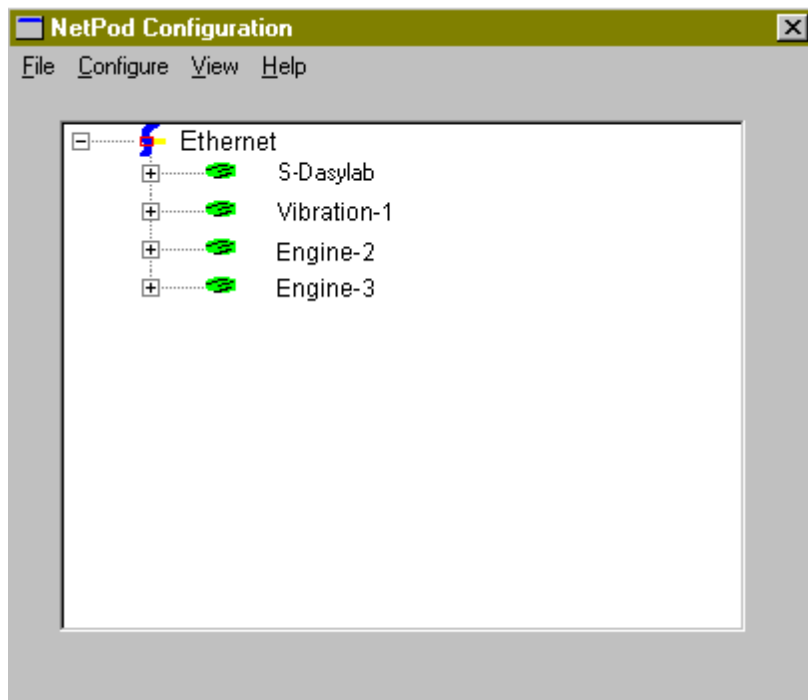 NetPod Configuration
File Configure View Help
Ethernet
S-Dasylab
Vibration-1
Engine-2
Engine-3